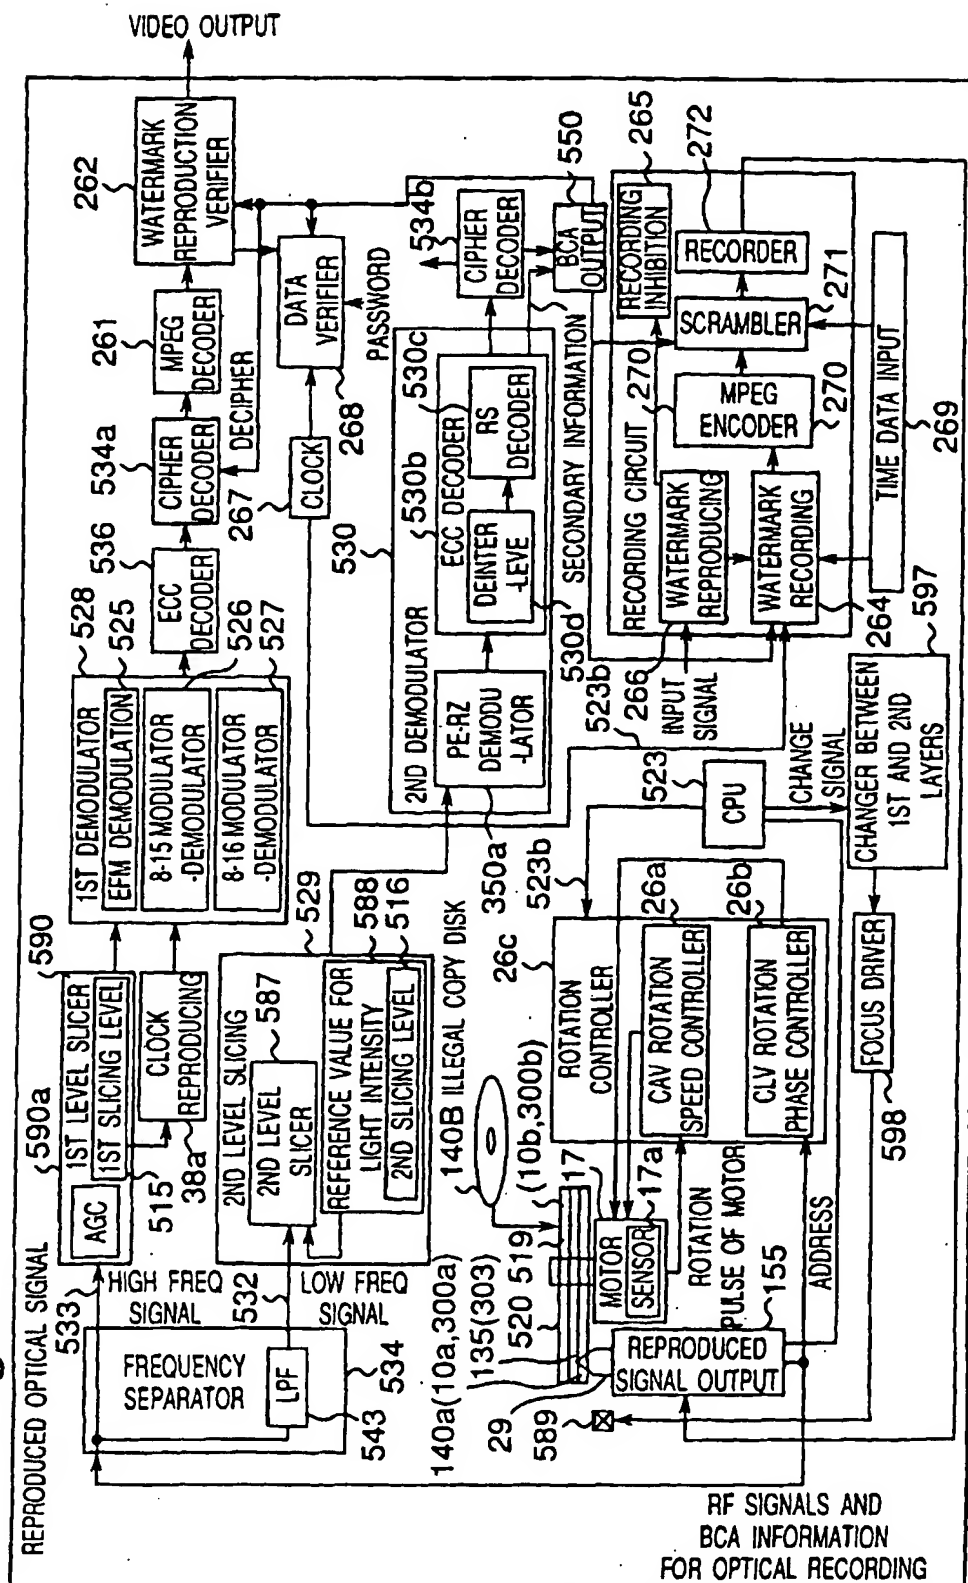 VIDEO OUTPUT
262
WATERMARK
REPRODUCTION
VERIFIER
261
MPEG
DECODER
534a
CIPHER
DECODER
DECIPHER
536
ECC
DECODER
528
525
526
527
1ST DEMODULATOR
EFM DEMODULATION
8-15 MODULATOR
-DEMODULATOR
8-16 MODULATOR
-DEMODULATOR
590
590a
1ST LEVEL SLICER
1ST SLICING LEVEL
AGC
515
CLOCK
REPRODUCING
38a
REPRODUCED OPTICAL SIGNAL
533
HIGH FREQ
SIGNAL
532
LOW FREQ
SIGNAL
FREQUENCY
SEPARATOR
LPF
534
543
DATA
VERIFIER
268
PASSWORD
267
CLOCK
534b
CIPHER
DECODER
550
BCA
OUTPUT
530
2ND DEMODULATOR
530b
ECC DECODER
530c
RS
DECODER
DEINTER
-LEVE
530d
PE-RZ
DEMODU
-LATOR
350a
SECONDARY INFORMATION
529
588
516
2ND LEVEL SLICING
587
2ND LEVEL
SLICER
REFERENCE VALUE FOR
LIGHT INTENSITY
2ND SLICING LEVEL
265
RECORDING
INHIBITION
272
RECORDER
271
SCRAMBLER
270
MPEG
ENCODER
270
RECORDING CIRCUIT
WATERMARK
REPRODUCING
266
WATERMARK
RECORDING
264
INPUT
SIGNAL
TIME DATA INPUT
269
523b
523
CPU
CHANGE
SIGNAL
597
CHANGER BETWEEN
1ST AND 2ND
LAYERS
FOCUS DRIVER
598
523b
26c
ROTATION
CONTROLLER
26a
CAV ROTATION
SPEED CONTROLLER
26b
CLV ROTATION
PHASE CONTROLLER
140B ILLEGAL COPY DISK
(10b,300b)
17
MOTOR
17a
SENSOR
ROTATION
PULSE OF MOTOR
155
ADDRESS
520 519
135(303)
140a(10a,300a)
29
589
REPRODUCED
SIGNAL OUTPUT
RF SIGNALS AND
BCA INFORMATION
FOR OPTICAL RECORDING